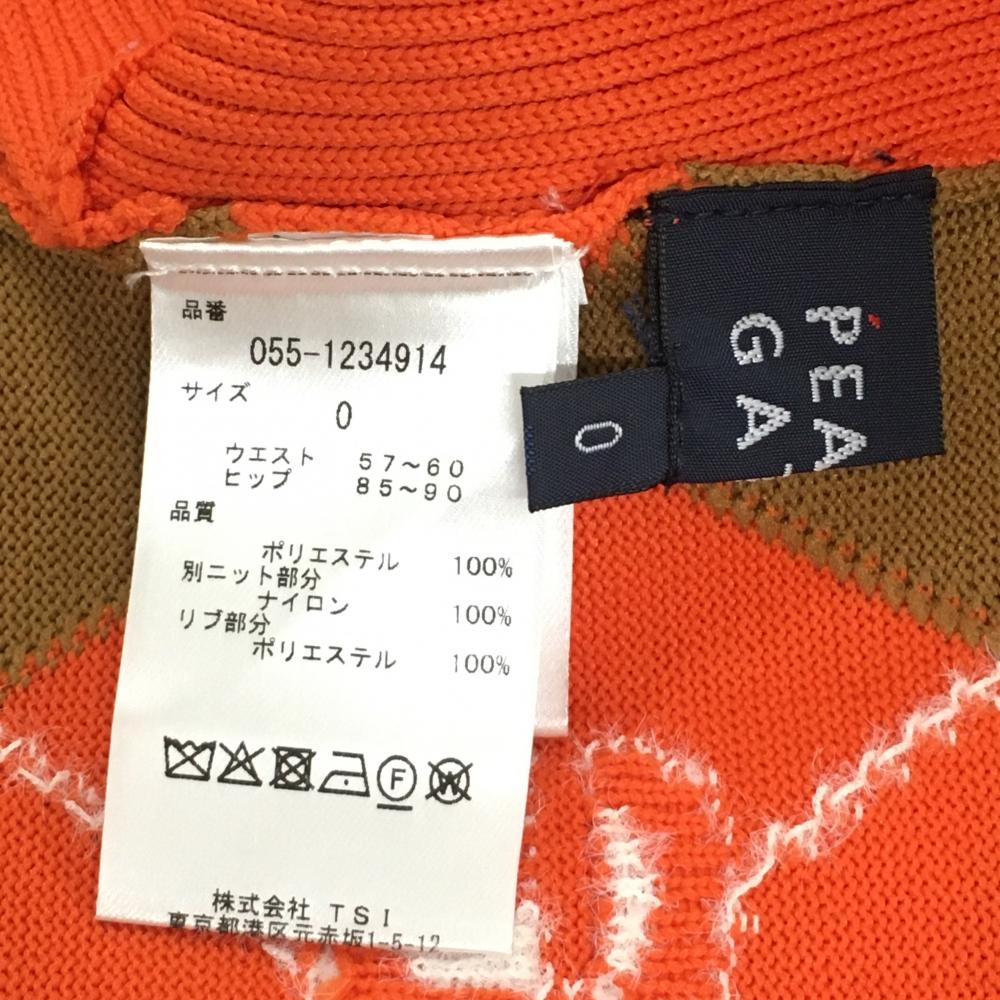 品番
055-1234914
サイズ
0
ウエスト 57～60
ヒップ 85～90
品質
ポリエステル 100%
別ニット部分
ナイロン 100%
リブ部分
ポリエステル 100%
F
W
株式会社 TSI
東京都港区元赤坂1-5-12
0
PEA
GA